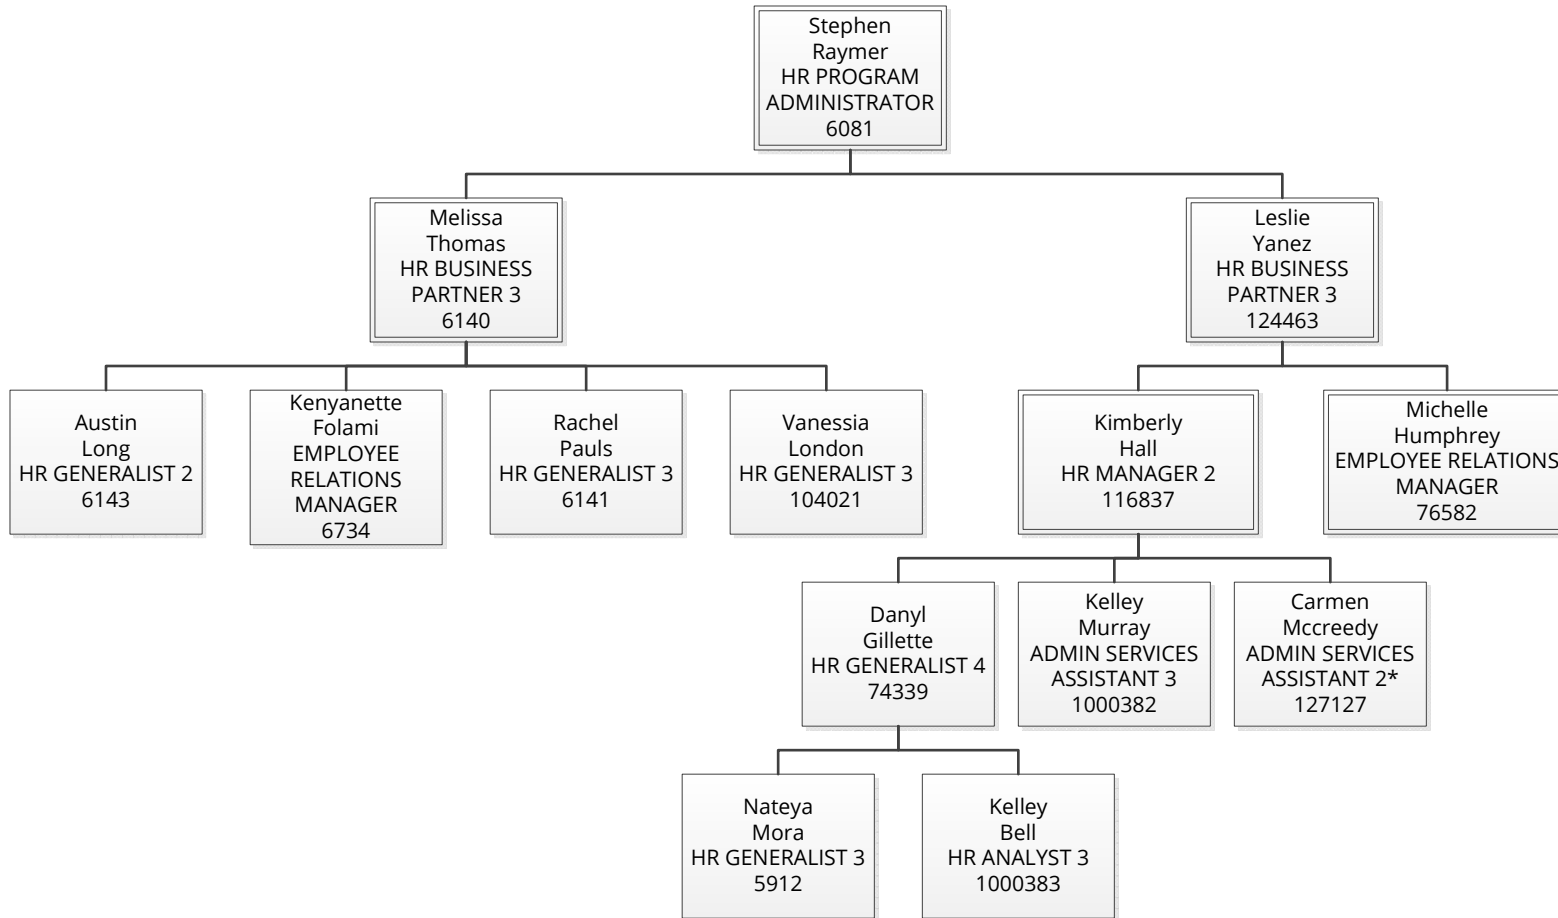 Stephen
Raymer
HR PROGRAM
ADMINISTRATOR
6081
Melissa
Thomas
HR BUSINESS
PARTNER 3
6140
Leslie
Yanez
HR BUSINESS
PARTNER 3
124463
Austin
Long
HR GENERALIST 2
6143
Kenyanette
Folami
EMPLOYEE
RELATIONS
MANAGER
6734
Rachel
Pauls
HR GENERALIST 3
6141
Vanessia
London
HR GENERALIST 3
104021
Kimberly
Hall
HR MANAGER 2
116837
Michelle
Humphrey
EMPLOYEE RELATIONS
MANAGER
76582
Danyl
Gillette
HR GENERALIST 4
74339
Kelley
Murray
ADMIN SERVICES
ASSISTANT 3
1000382
Carmen
Mccreedy
ADMIN SERVICES
ASSISTANT 2*
127127
Nateya
Mora
HR GENERALIST 3
5912
Kelley
Bell
HR ANALYST 3
1000383